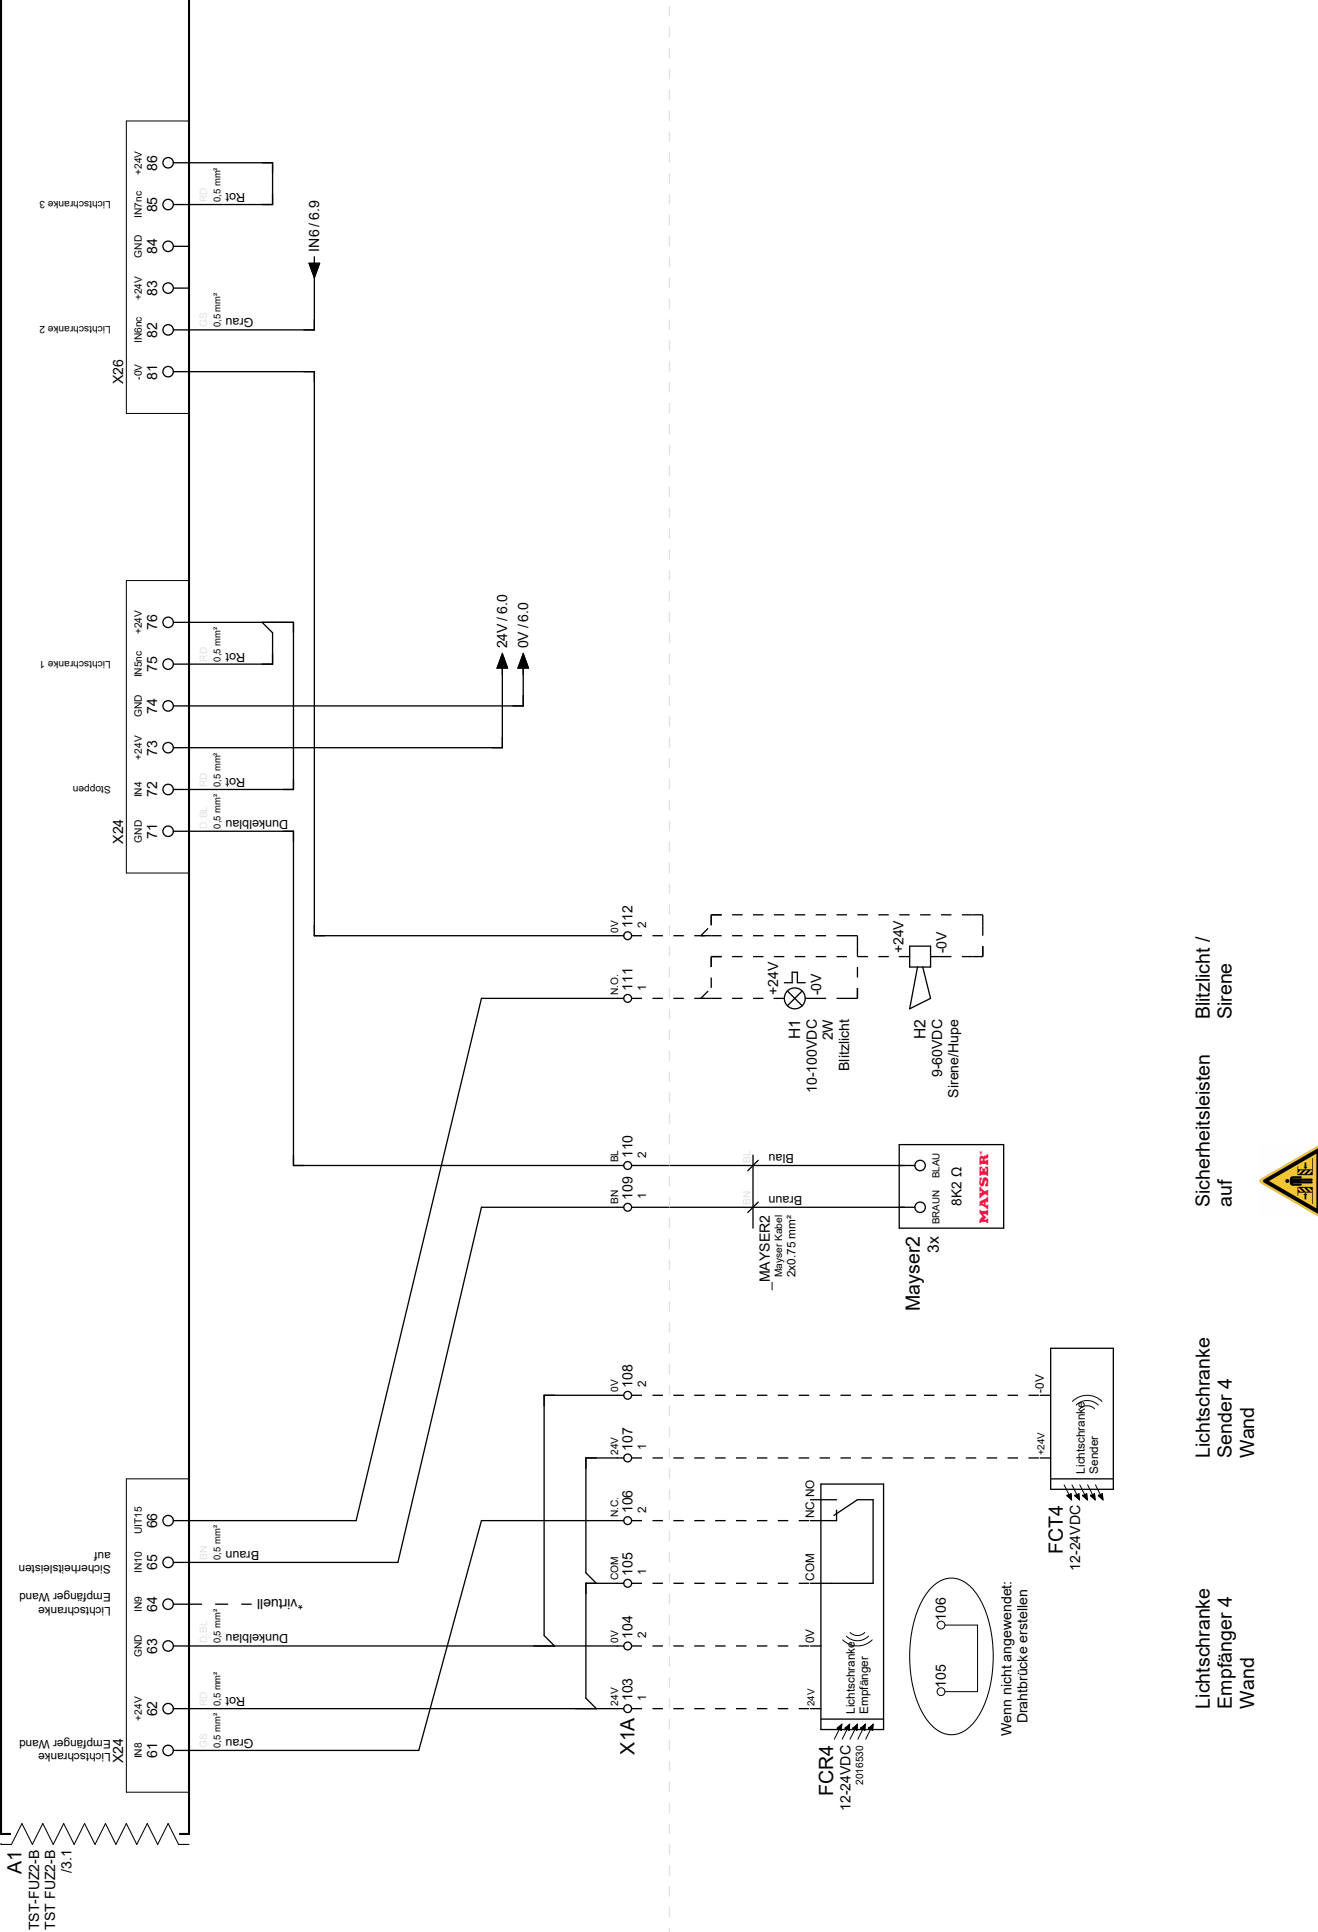 A1
TST-FUZ2-B
TST FUZ2-B
/3.1
Lichtschranke
Empfänger Wand
Lichtschranke
Empfänger Wand
Sicherheitsleisten
auf
Stoppen
Lichtschranke 1
Lichtschranke 2
Lichtschranke 3
X24
IN8 +24V GND IN9 IN10 UIT15
61 62 63 64 65 66
X24
GND IN4 +24V GND IN5nc +24V
71 72 73 74 75 76
X26
-0V IN6nc +24V GND IN7nc +24V
81 82 83 84 85 86
GS
0,5 mm²
Grau
RD
0,5 mm²
Rot
D.BL
0,5 mm²
Dunkelblau
*virtuell
BN
0,5 mm²
Braun
D.BL
0,5 mm²
Dunkelblau
RD
0,5 mm²
Rot
RD
0,5 mm²
Rot
GS
0,5 mm²
Grau
RD
0,5 mm²
Rot
IN6 / 6.9
24V / 6.0
0V / 6.0
X1A
24V 0V COM N.C. 24V 0V BN BL N.O. 0V
103 104 105 106 107 108 109 110 111 112
1 2 1 2 1 2 1 2 1 2
MAYSER2
Mayser Kabel
2x0.75 mm²
BN
Braun
BL
Blau
H1
10-100VDC
2W
Blitzlicht
+24V
-0V
H2
9-60VDC
Sirene/Hupe
+24V
-0V
FCR4
12-24VDC
2016530
24V 0V COM NC NO
Lichtschranke
Empfänger
Mayser2
3x
BRAUN BLAU
8K2 Ω
MAYSER
105 106
Wenn nicht angewendet:
Drahtbrücke erstellen
FCT4
12-24VDC
+24V -0V
Lichtschranke
Sender
Lichtschranke
Empfänger 4
Wand
Lichtschranke
Sender 4
Wand
Sicherheitsleisten
auf
Blitzlicht /
Sirene